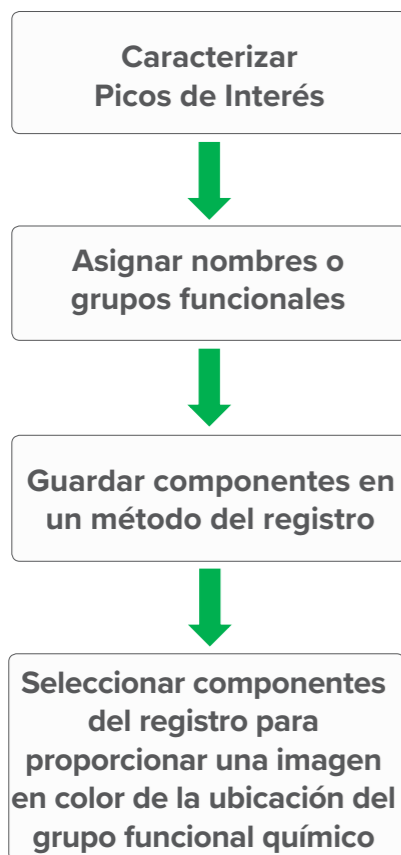 Caracterizar
Picos de Interés
Asignar nombres o
grupos funcionales
Guardar componentes en
un método del registro
Seleccionar componentes
del registro para
proporcionar una imagen
en color de la ubicación del
grupo funcional químico